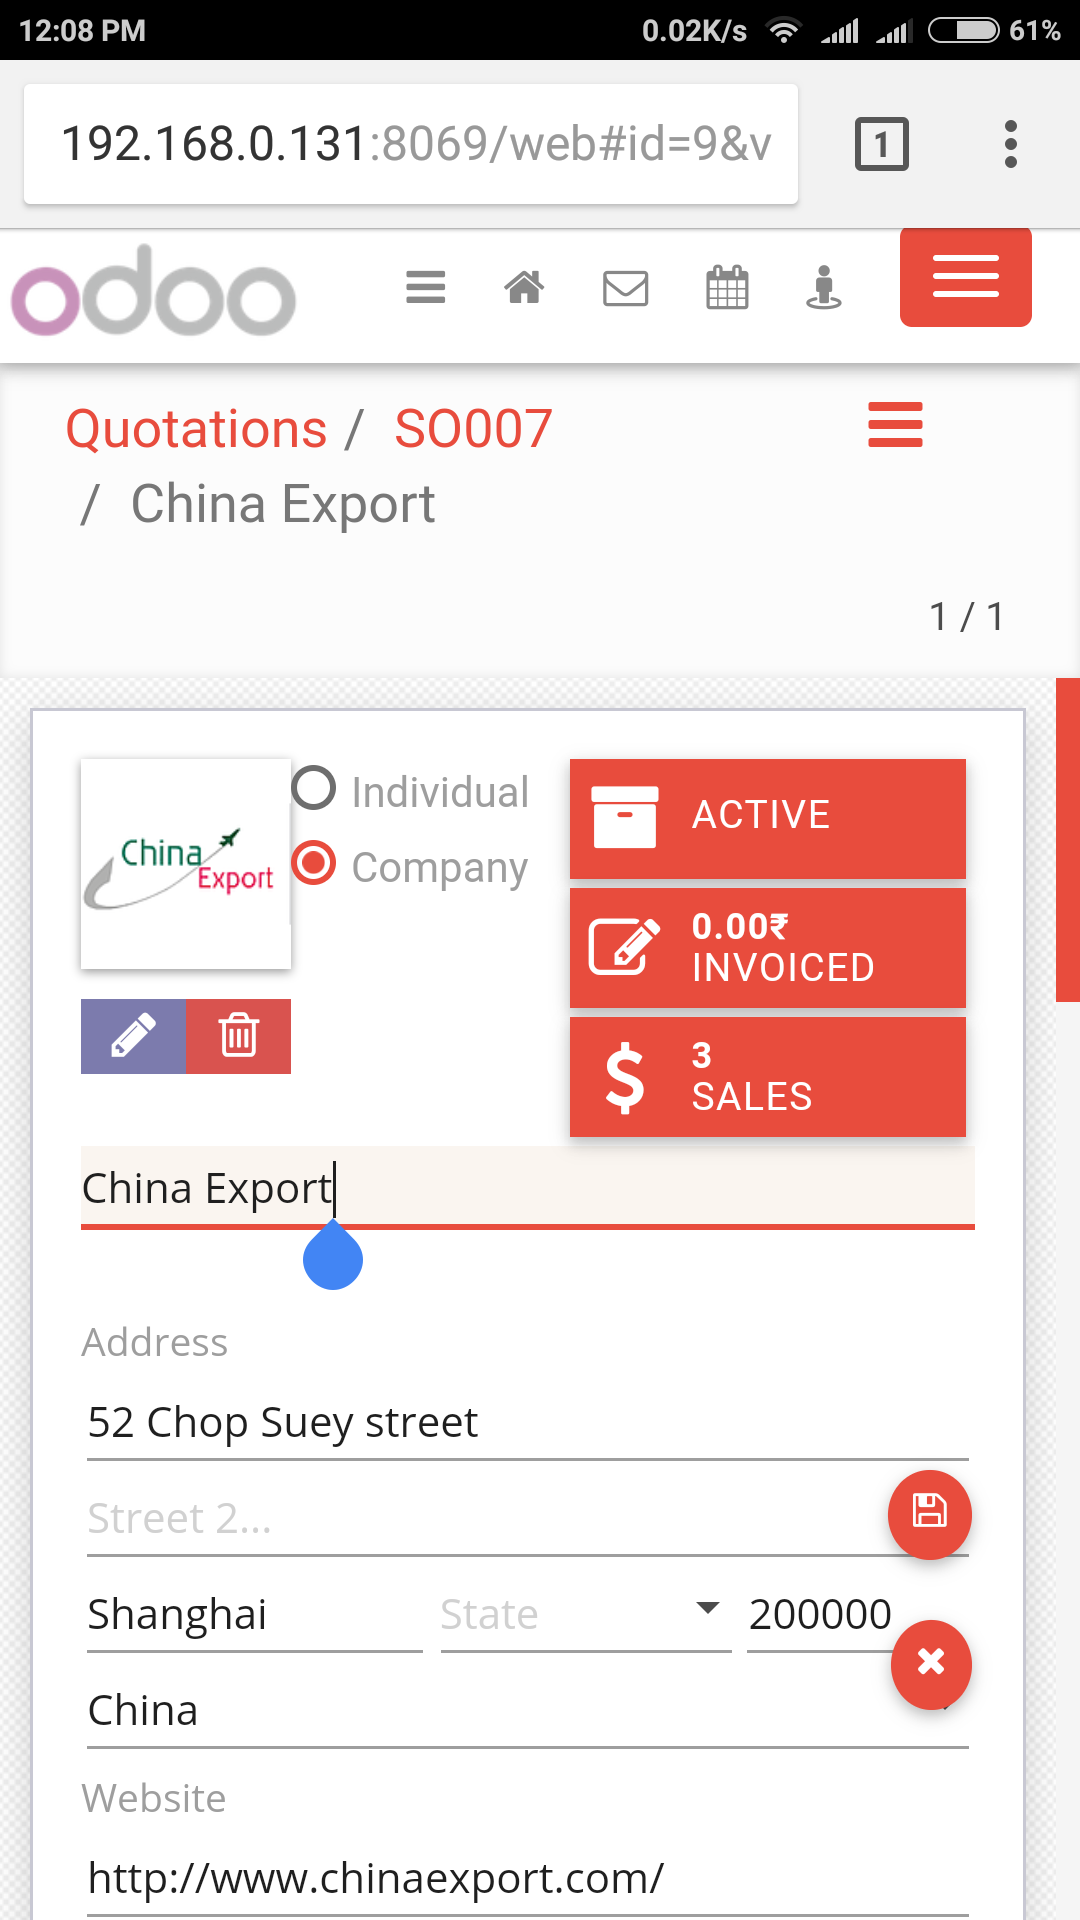 12:08 PM 0.02K/s 61%
192.168.0.131:8069/web#id=9&v 1
odoo
Quotations / SO007
/ China Export
1 / 1
China
Export
Individual
Company
ACTIVE
0.00₹
INVOICED
3
SALES
China Export
Address
52 Chop Suey street
Street 2...
Shanghai State 200000
China
Website
http://www.chinaexport.com/